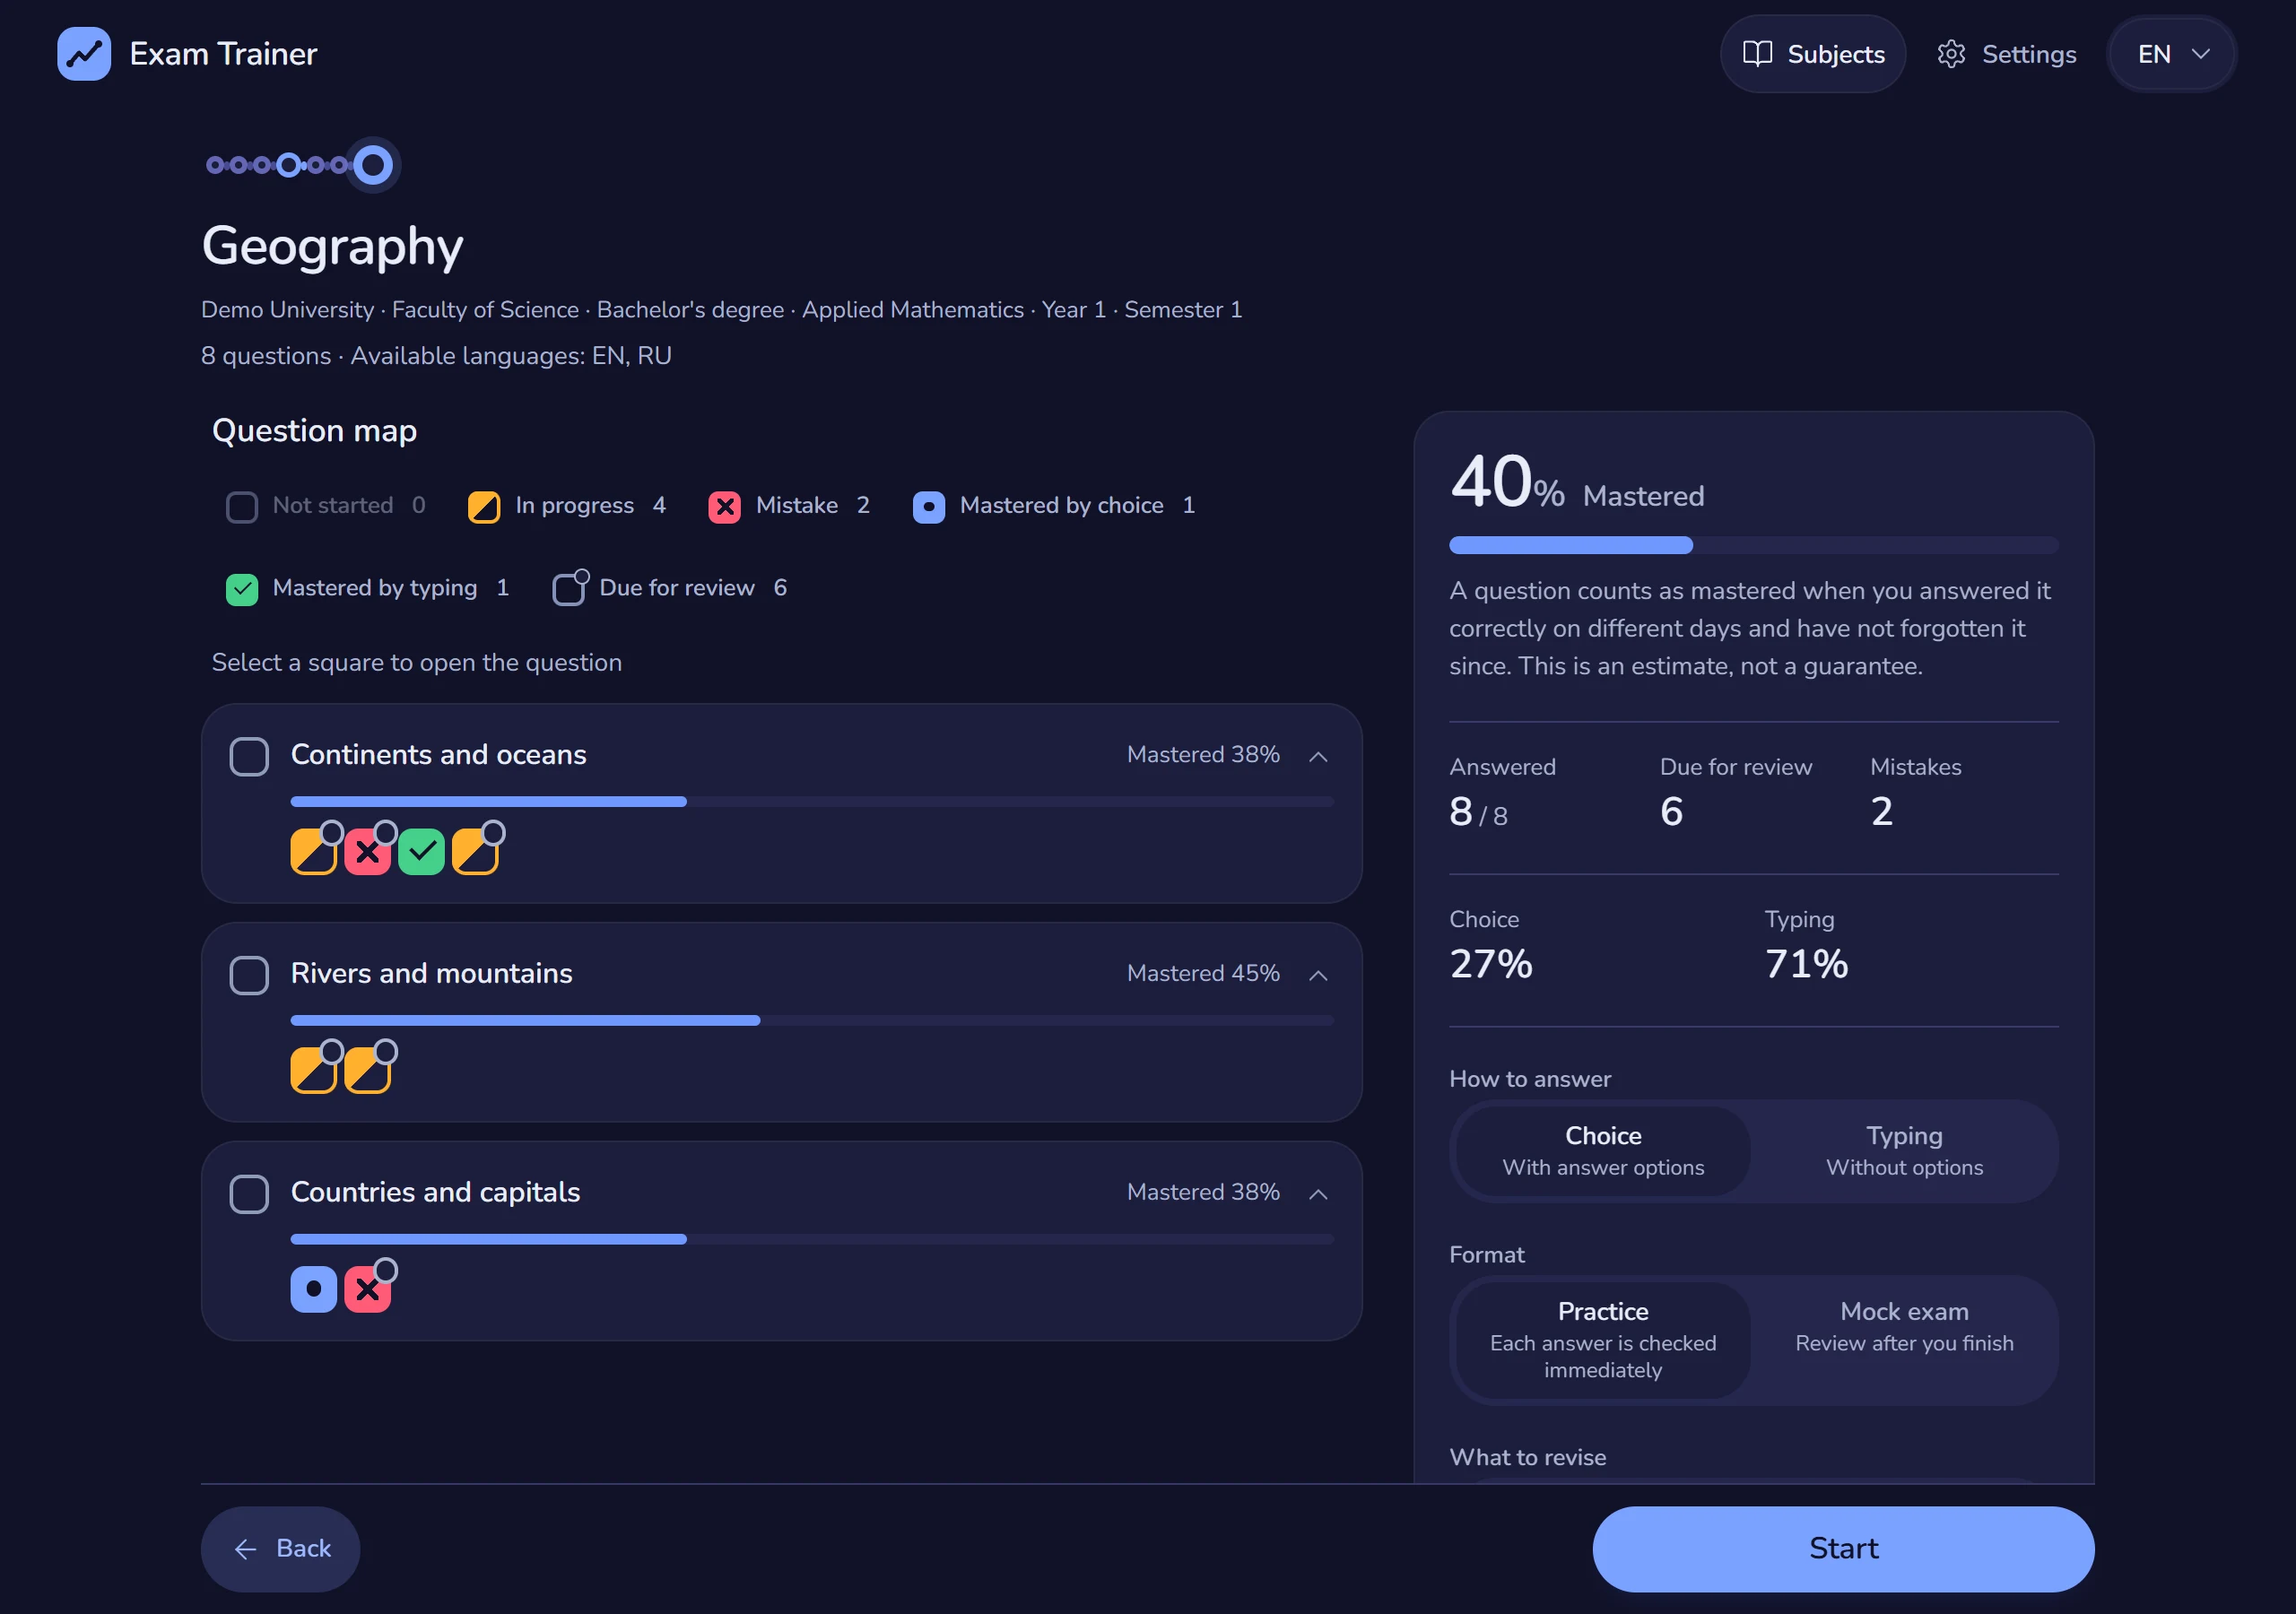 Exam Trainer
Subjects
Settings
EN
Geography
Demo University · Faculty of Science · Bachelor's degree · Applied Mathematics · Year 1 · Semester 1
8 questions · Available languages: EN, RU
Question map
Not started 0
In progress 4
Mistake 2
Mastered by choice 1
Mastered by typing 1
Due for review 6
Select a square to open the question
Continents and oceans
Mastered 38%
Rivers and mountains
Mastered 45%
Countries and capitals
Mastered 38%
40% Mastered
A question counts as mastered when you answered it
correctly on different days and have not forgotten it
since. This is an estimate, not a guarantee.
Answered
8 / 8
Due for review
6
Mistakes
2
Choice
27%
Typing
71%
How to answer
Choice
With answer options
Typing
Without options
Format
Practice
Each answer is checked
immediately
Mock exam
Review after you finish
What to revise
Back
Start